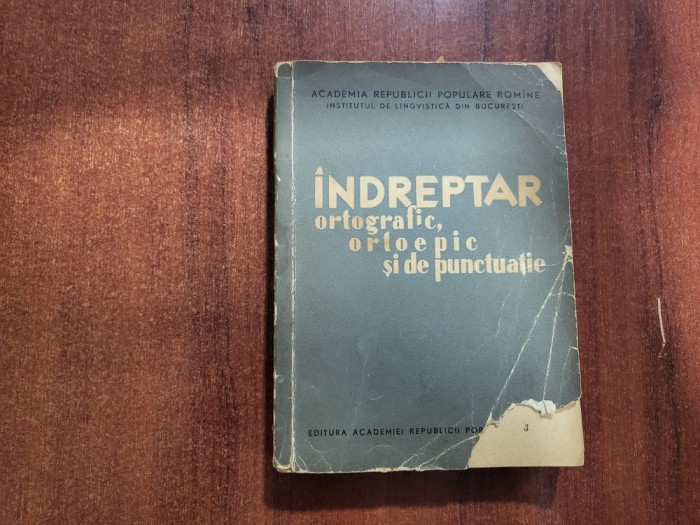 ACADEMIA REPUBLICII POPULARE ROMÎNE
INSTITUTUL DE LINGVISTICĂ DIN BUCUREȘTI
ÎNDREPTAR
ortografic,
ortoepic
și de punctuație
EDITURA ACADEMIEI REPUBLICII POP
3